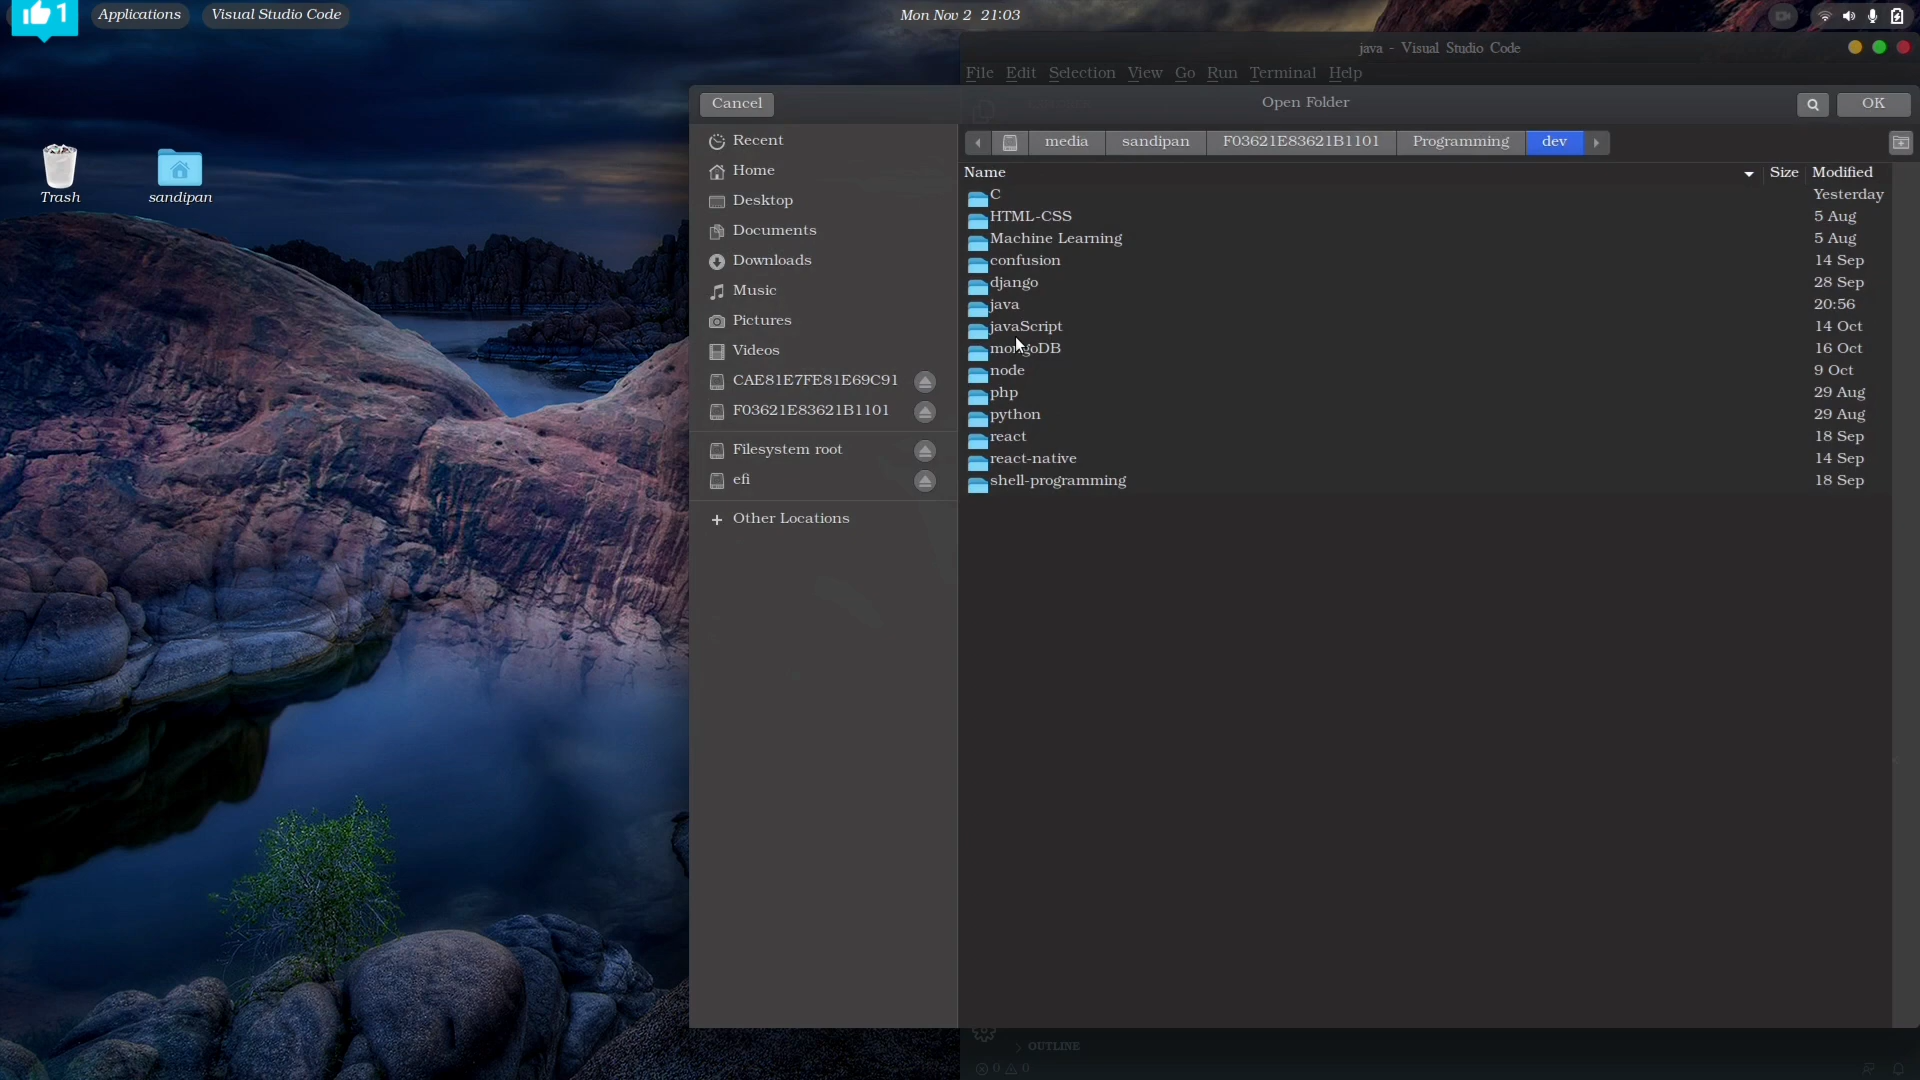 1
Applications
Visual Studio Code
Mon Nov 2 21:03
java - Visual Studio Code
File Edit Selection View Go Run Terminal Help
Cancel
Open Folder
OK
Recent
Home
Desktop
Documents
Downloads
Music
Pictures
Videos
CAE81E7FE81E69C91
F03621E83621B1101
Filesystem root
efi
Other Locations
media sandipan F03621E83621B1101 Programming dev
Name Size Modified
C Yesterday
HTML-CSS 5 Aug
Machine Learning 5 Aug
confusion 14 Sep
django 28 Sep
java 20:56
javaScript 14 Oct
mongoDB 16 Oct
node 9 Oct
php 29 Aug
python 29 Aug
react 18 Sep
react-native 14 Sep
shell-programming 18 Sep
Trash
sandipan
OUTLINE
0 0